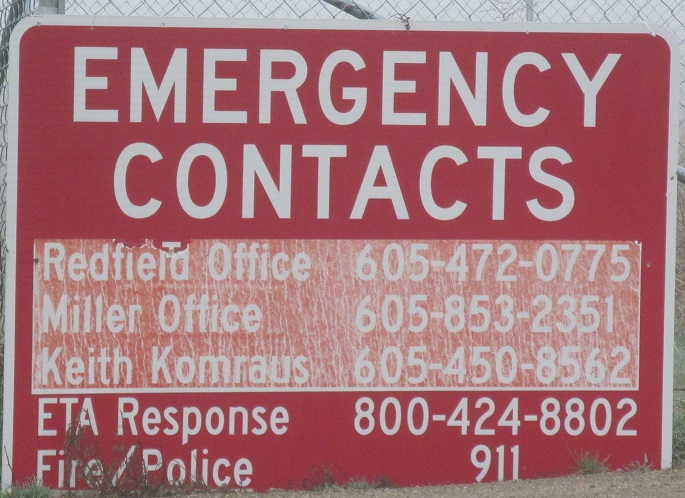 EMERGENCY
CONTACTS
Redfield Office 605-472-0775
Miller Office 605-853-2351
Keith Komraus 605-450-8562
ETA Response 800-424-8802
Fire/Police 911